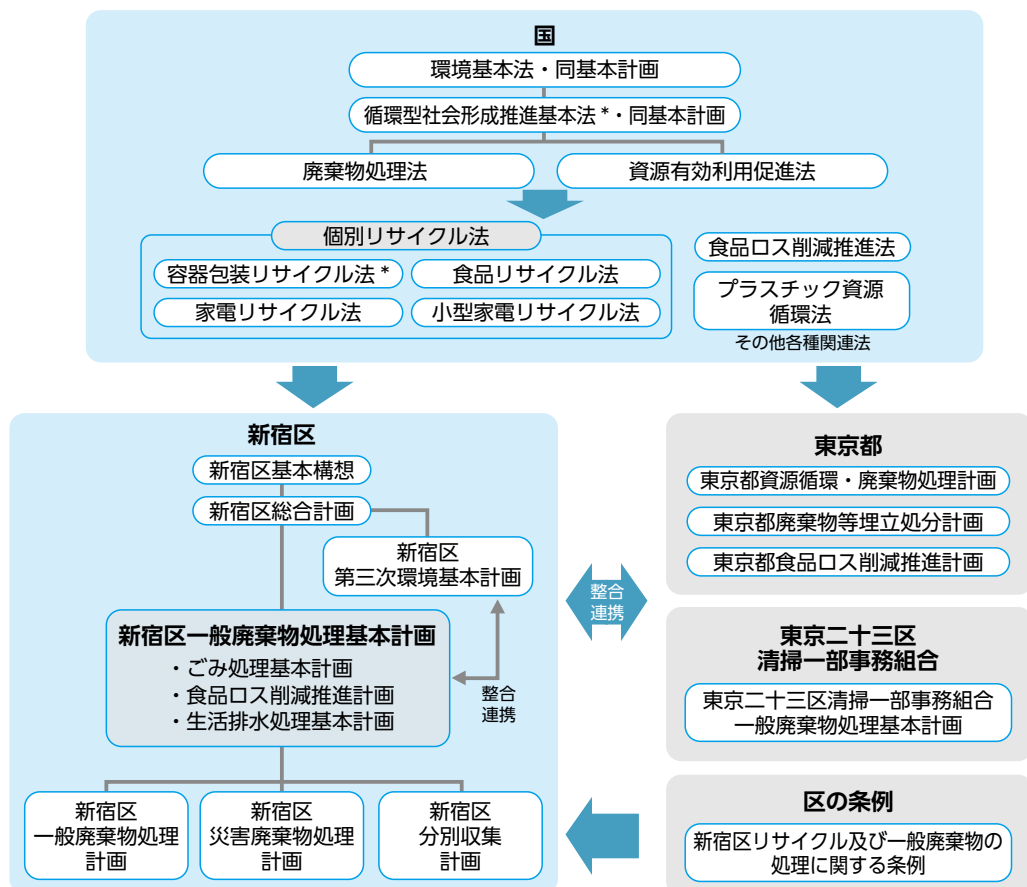 国
環境基本法・同基本計画
循環型社会形成推進基本法*・同基本計画
廃棄物処理法
資源有効利用促進法
個別リサイクル法
容器包装リサイクル法*
食品リサイクル法
家電リサイクル法
小型家電リサイクル法
食品ロス削減推進法
プラスチック資源
循環法
その他各種関連法
新宿区
新宿区基本構想
新宿区総合計画
新宿区
第三次環境基本計画
新宿区一般廃棄物処理基本計画
・ごみ処理基本計画
・食品ロス削減推進計画
・生活排水処理基本計画
整合
連携
新宿区
一般廃棄物処理
計画
新宿区
災害廃棄物処理
計画
新宿区
分別収集
計画
整合
連携
東京都
東京都資源循環・廃棄物処理計画
東京都廃棄物等埋立処分計画
東京都食品ロス削減推進計画
東京二十三区
清掃一部事務組合
東京二十三区清掃一部事務組合
一般廃棄物処理基本計画
区の条例
新宿区リサイクル及び一般廃棄物の
処理に関する条例